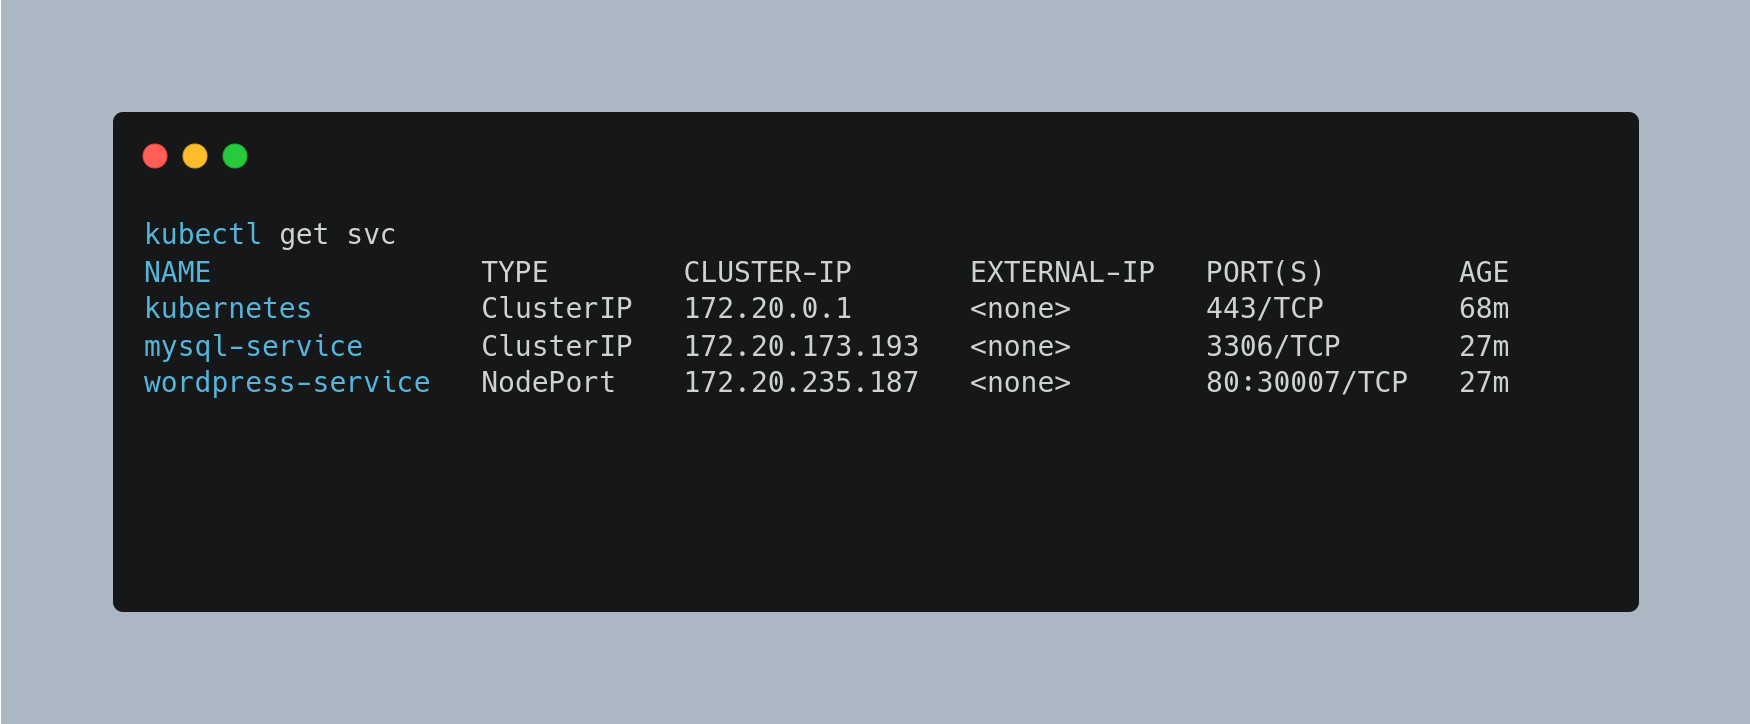 kubectl get svc
NAME                TYPE        CLUSTER-IP       EXTERNAL-IP   PORT(S)        AGE
kubernetes          ClusterIP   172.20.0.1       <none>        443/TCP        68m
mysql-service       ClusterIP   172.20.173.193   <none>        3306/TCP       27m
wordpress-service   NodePort    172.20.235.187   <none>        80:30007/TCP   27m